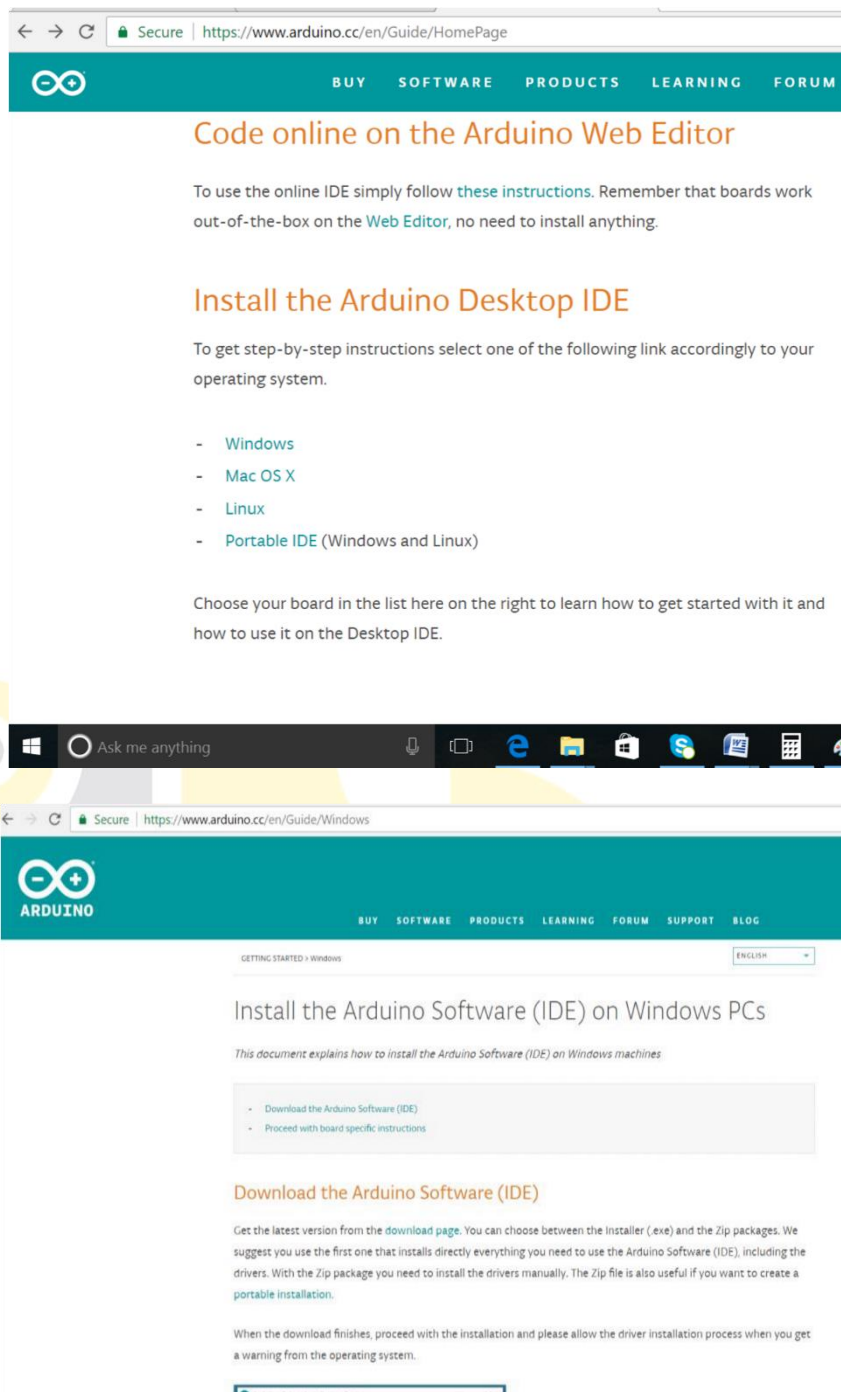 Secure | https://www.arduino.cc/en/Guide/HomePage
BUY SOFTWARE PRODUCTS LEARNING FORUM
Code online on the Arduino Web Editor
To use the online IDE simply follow these instructions. Remember that boards work
out-of-the-box on the Web Editor, no need to install anything.
Install the Arduino Desktop IDE
To get step-by-step instructions select one of the following link accordingly to your
operating system.
- Windows
- Mac OS X
- Linux
- Portable IDE (Windows and Linux)
Choose your board in the list here on the right to learn how to get started with it and
how to use it on the Desktop IDE.
Ask me anything
Secure | https://www.arduino.cc/en/Guide/Windows
ARDUINO
BUY SOFTWARE PRODUCTS LEARNING FORUM SUPPORT BLOG
GETTING STARTED > Windows
ENGLISH
Install the Arduino Software (IDE) on Windows PCs
This document explains how to install the Arduino Software (IDE) on Windows machines
- Download the Arduino Software (IDE)
- Proceed with board specific instructions
Download the Arduino Software (IDE)
Get the latest version from the download page. You can choose between the Installer (.exe) and the Zip packages. We
suggest you use the first one that installs directly everything you need to use the Arduino Software (IDE), including the
drivers. With the Zip package you need to install the drivers manually. The Zip file is also useful if you want to create a
portable installation.
When the download finishes, proceed with the installation and please allow the driver installation process when you get
a warning from the operating system.